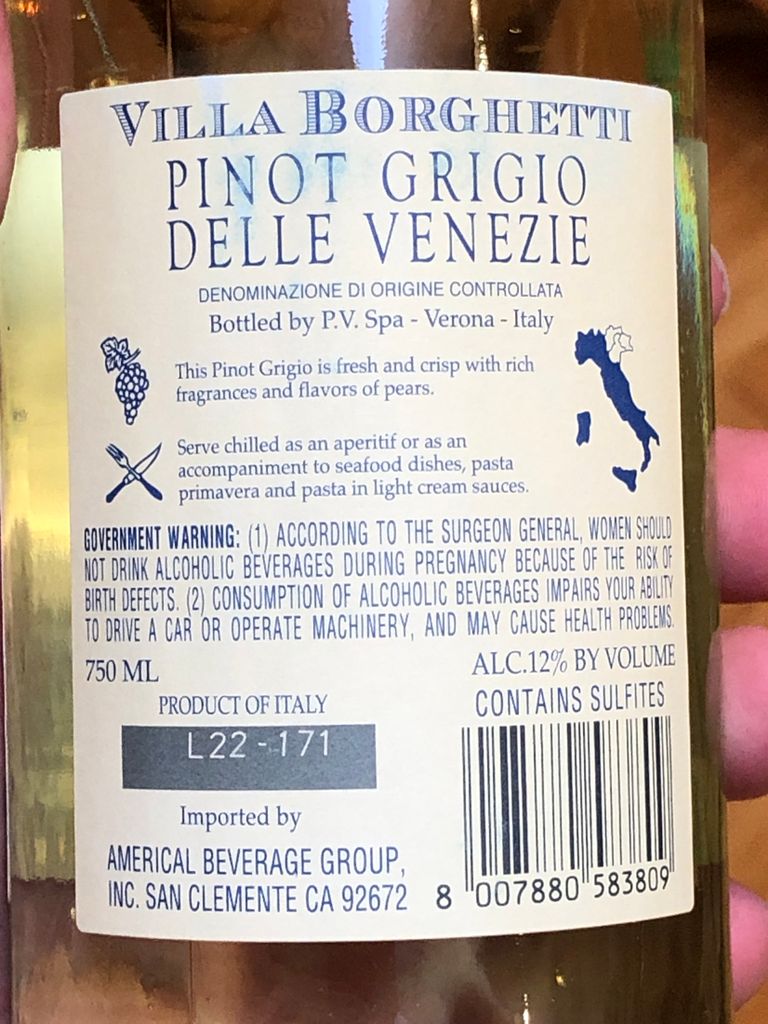 VILLA BORGHETTI
PINOT GRIGIO
DELLE VENEZIE
DENOMINAZIONE DI ORIGINE CONTROLLATA
Bottled by P.V. Spa - Verona - Italy
This Pinot Grigio is fresh and crisp with rich
fragrances and flavors of pears.
Serve chilled as an aperitif or as an
accompaniment to seafood dishes, pasta
primavera and pasta in light cream sauces.
GOVERNMENT WARNING: (1) ACCORDING TO THE SURGEON GENERAL, WOMEN SHOULD
NOT DRINK ALCOHOLIC BEVERAGES DURING PREGNANCY BECAUSE OF THE RISK OF
BIRTH DEFECTS. (2) CONSUMPTION OF ALCOHOLIC BEVERAGES IMPAIRS YOUR ABILITY
TO DRIVE A CAR OR OPERATE MACHINERY, AND MAY CAUSE HEALTH PROBLEMS.
750 ML
ALC.12% BY VOLUME
PRODUCT OF ITALY
CONTAINS SULFITES
L22-171
Imported by
AMERICAL BEVERAGE GROUP,
INC. SAN CLEMENTE CA 92672
8 007880 583809